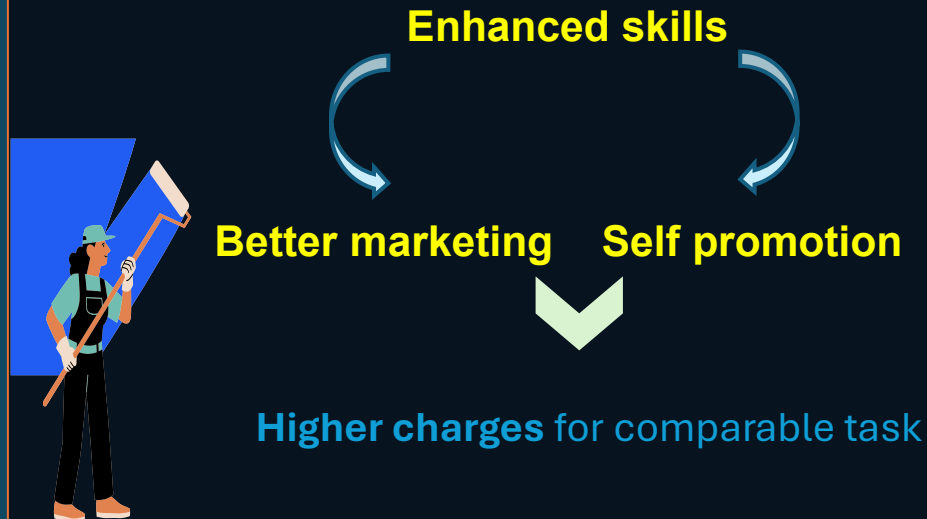 Enhanced skills
Better marketing Self promotion
Higher charges for comparable task